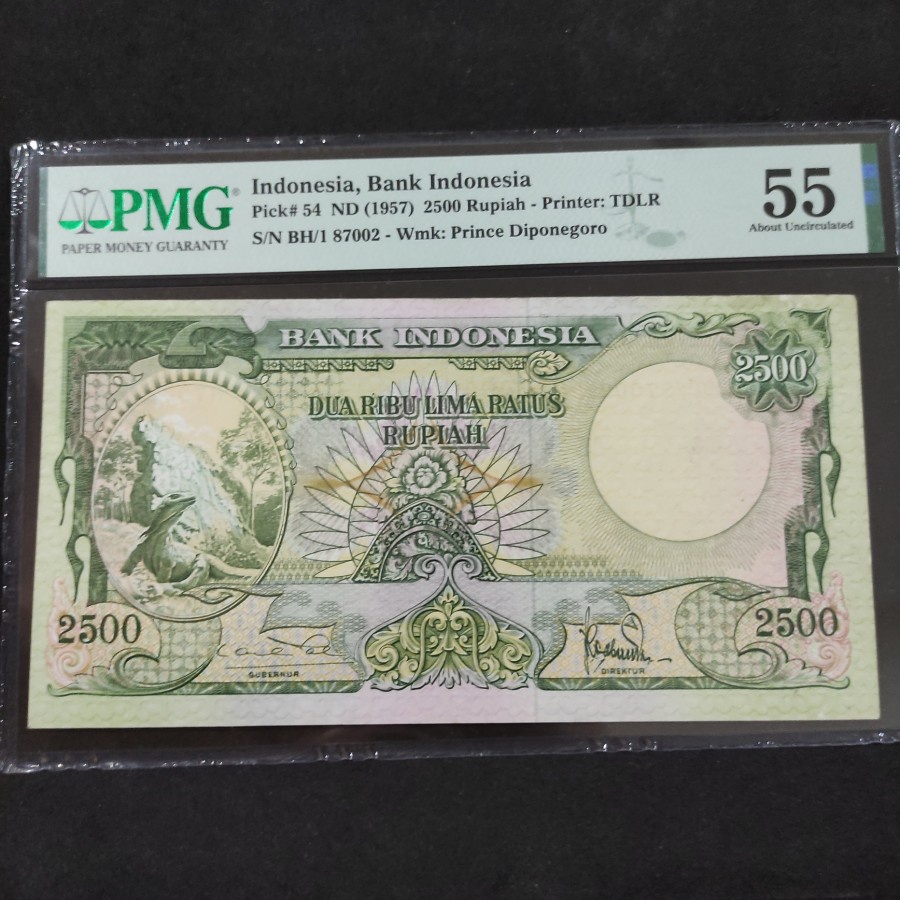 PMG®
PAPER MONEY GUARANTY
Indonesia, Bank Indonesia
Pick# 54 ND (1957) 2500 Rupiah - Printer: TDLR
S/N BH/1 87002 - Wmk: Prince Diponegoro
55
About Uncirculated
BANK INDONESIA
2500
DUA RIBU LIMA RATUS
RUPIAH
2500
2500
GUBERNUR
DIREKTUR